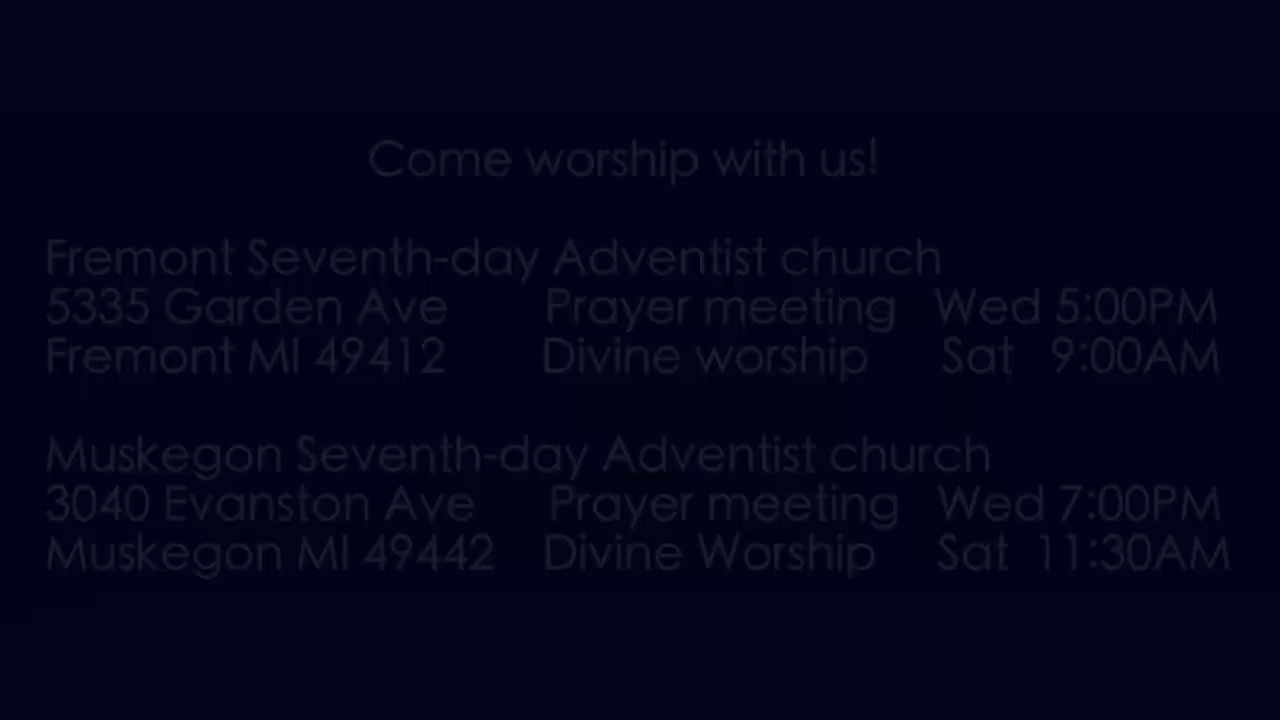 Come worship with us!
Fremont Seventh-day Adventist church
5335 Garden Ave Prayer meeting Wed 5:00PM
Fremont MI 49412 Divine worship Sat 9:00AM
Muskegon Seventh-day Adventist church
3040 Evanston Ave Prayer meeting Wed 7:00PM
Muskegon MI 49442 Divine Worship Sat 11:30AM